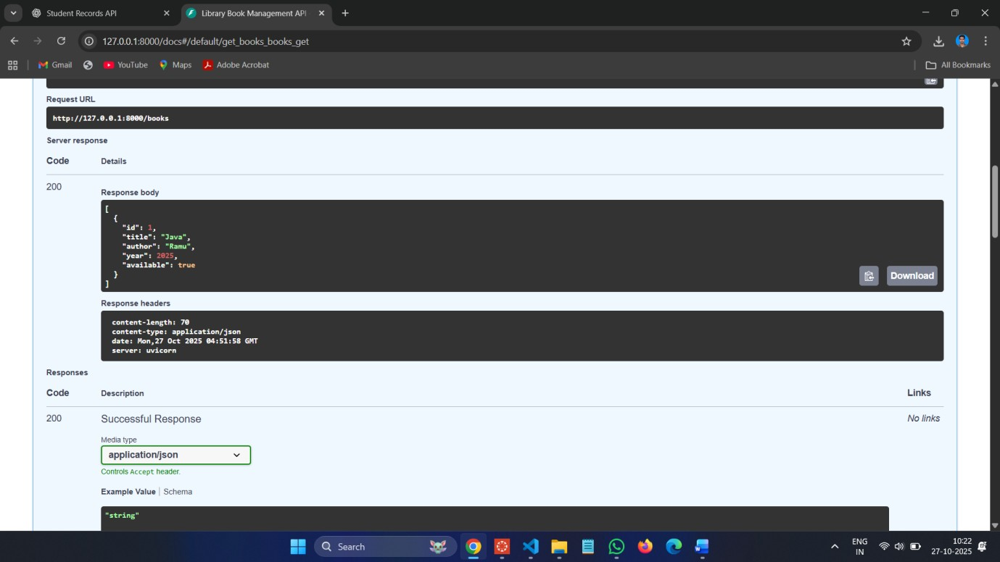 Student Records API
Library Book Management API
127.0.0.1:8000/docs#/default/get_books_books_get
Gmail
YouTube
Maps
Adobe Acrobat
All Bookmarks
Request URL
http://127.0.0.1:8000/books
Server response
Code Details
200
Response body
[
{
"id": 1,
"title": "Java",
"author": "Ramu",
"year": 2025,
"available": true
}
]
Download
Response headers
content-length: 70
content-type: application/json
date: Mon,27 Oct 2025 04:51:58 GMT
server: uvicorn
Responses
Code Description Links
200 Successful Response No links
Media type
application/json
Controls Accept header.
Example Value | Schema
"string"
Search
ENG
IN
10:22
27-10-2025